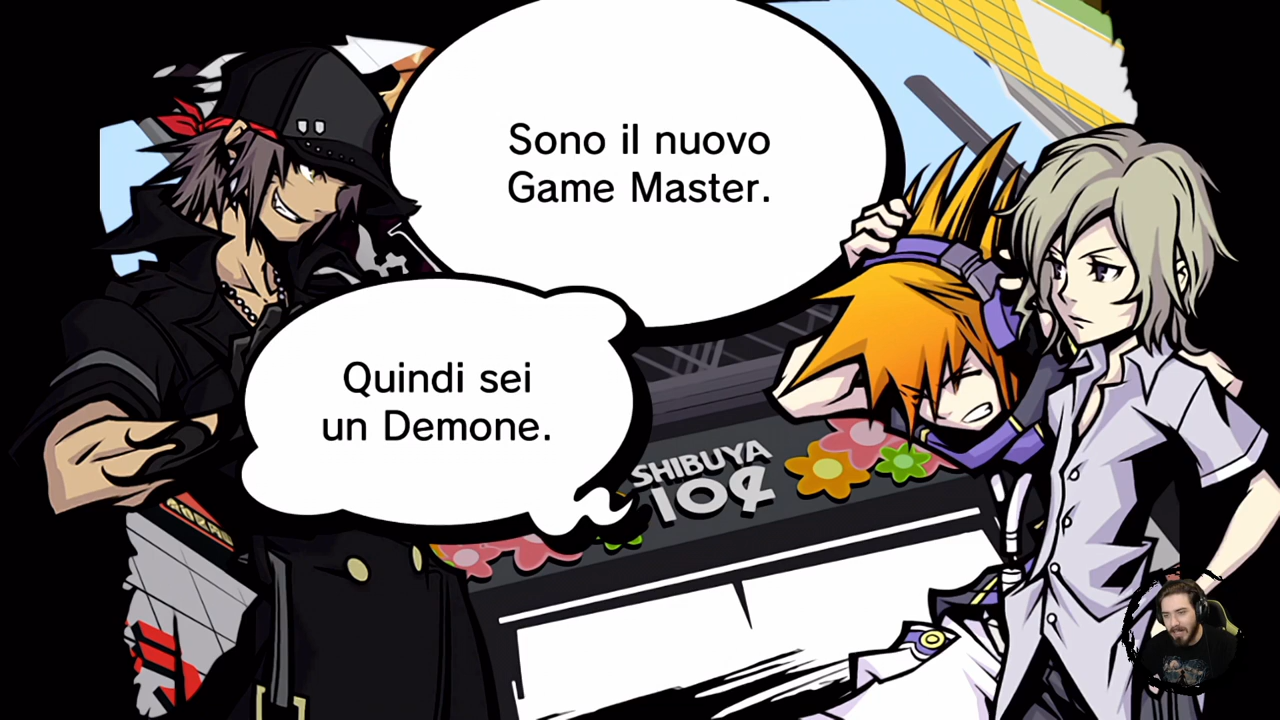 Sono il nuovo
Game Master.
Quindi sei
un Demone.
SHIBUYA
104